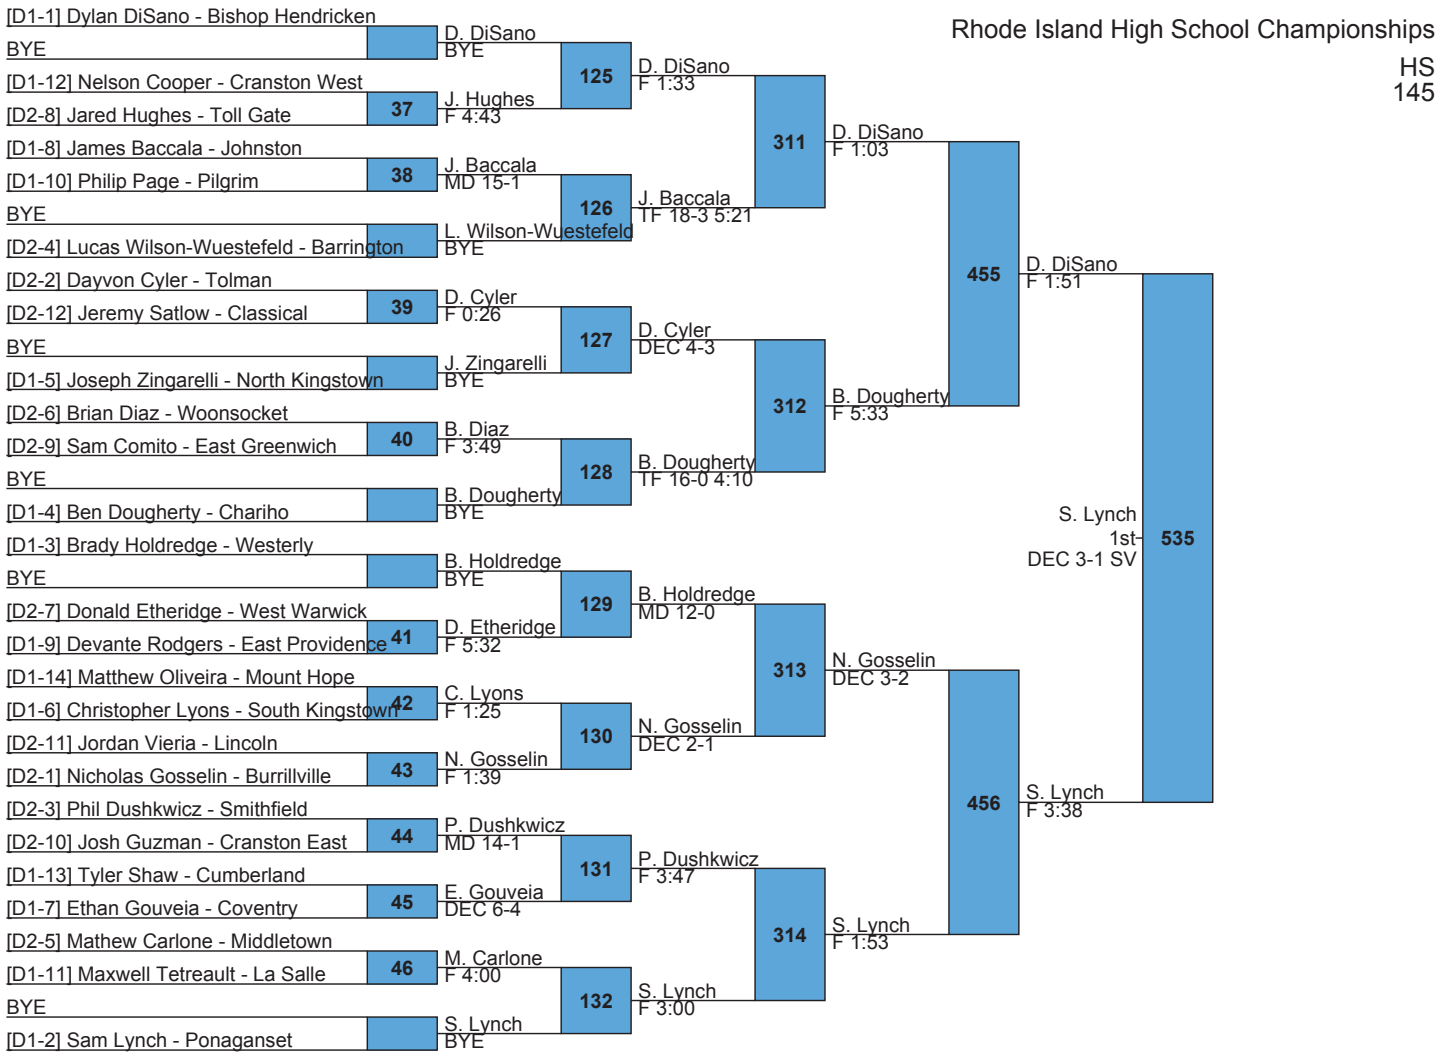 Rhode Island High School Championships
HS
145
[D1-1] Dylan DiSano - Bishop Hendricken
BYE
[D1-12] Nelson Cooper - Cranston West
[D2-8] Jared Hughes - Toll Gate
[D1-8] James Baccala - Johnston
[D1-10] Philip Page - Pilgrim
BYE
[D2-4] Lucas Wilson-Wuestefeld - Barrington
[D2-2] Dayvon Cyler - Tolman
[D2-12] Jeremy Satlow - Classical
BYE
[D1-5] Joseph Zingarelli - North Kingstown
[D2-6] Brian Diaz - Woonsocket
[D2-9] Sam Comito - East Greenwich
BYE
[D1-4] Ben Dougherty - Chariho
[D1-3] Brady Holdredge - Westerly
BYE
[D2-7] Donald Etheridge - West Warwick
[D1-9] Devante Rodgers - East Providence
[D1-14] Matthew Oliveira - Mount Hope
[D1-6] Christopher Lyons - South Kingstown
[D2-11] Jordan Vieria - Lincoln
[D2-1] Nicholas Gosselin - Burrillville
[D2-3] Phil Dushkwicz - Smithfield
[D2-10] Josh Guzman - Cranston East
[D1-13] Tyler Shaw - Cumberland
[D1-7] Ethan Gouveia - Coventry
[D2-5] Mathew Carlone - Middletown
[D1-11] Maxwell Tetreault - La Salle
BYE
[D1-2] Sam Lynch - Ponaganset
37
38
39
40
41
42
43
44
45
46
D. DiSano
BYE
J. Hughes
F 4:43
J. Baccala
MD 15-1
L. Wilson-Wuestefeld
BYE
D. Cyler
F 0:26
J. Zingarelli
BYE
B. Diaz
F 3:49
B. Dougherty
BYE
B. Holdredge
BYE
D. Etheridge
F 5:32
C. Lyons
F 1:25
N. Gosselin
F 1:39
P. Dushkwicz
MD 14-1
E. Gouveia
DEC 6-4
M. Carlone
F 4:00
S. Lynch
BYE
125
126
127
128
129
130
131
132
D. DiSano
F 1:33
J. Baccala
TF 18-3 5:21
D. Cyler
DEC 4-3
B. Dougherty
TF 16-0 4:10
B. Holdredge
MD 12-0
N. Gosselin
DEC 2-1
P. Dushkwicz
F 3:47
S. Lynch
F 3:00
311
312
313
314
D. DiSano
F 1:03
B. Dougherty
F 5:33
N. Gosselin
DEC 3-2
S. Lynch
F 1:53
455
456
D. DiSano
F 1:51
S. Lynch
F 3:38
535
S. Lynch
1st
DEC 3-1 SV